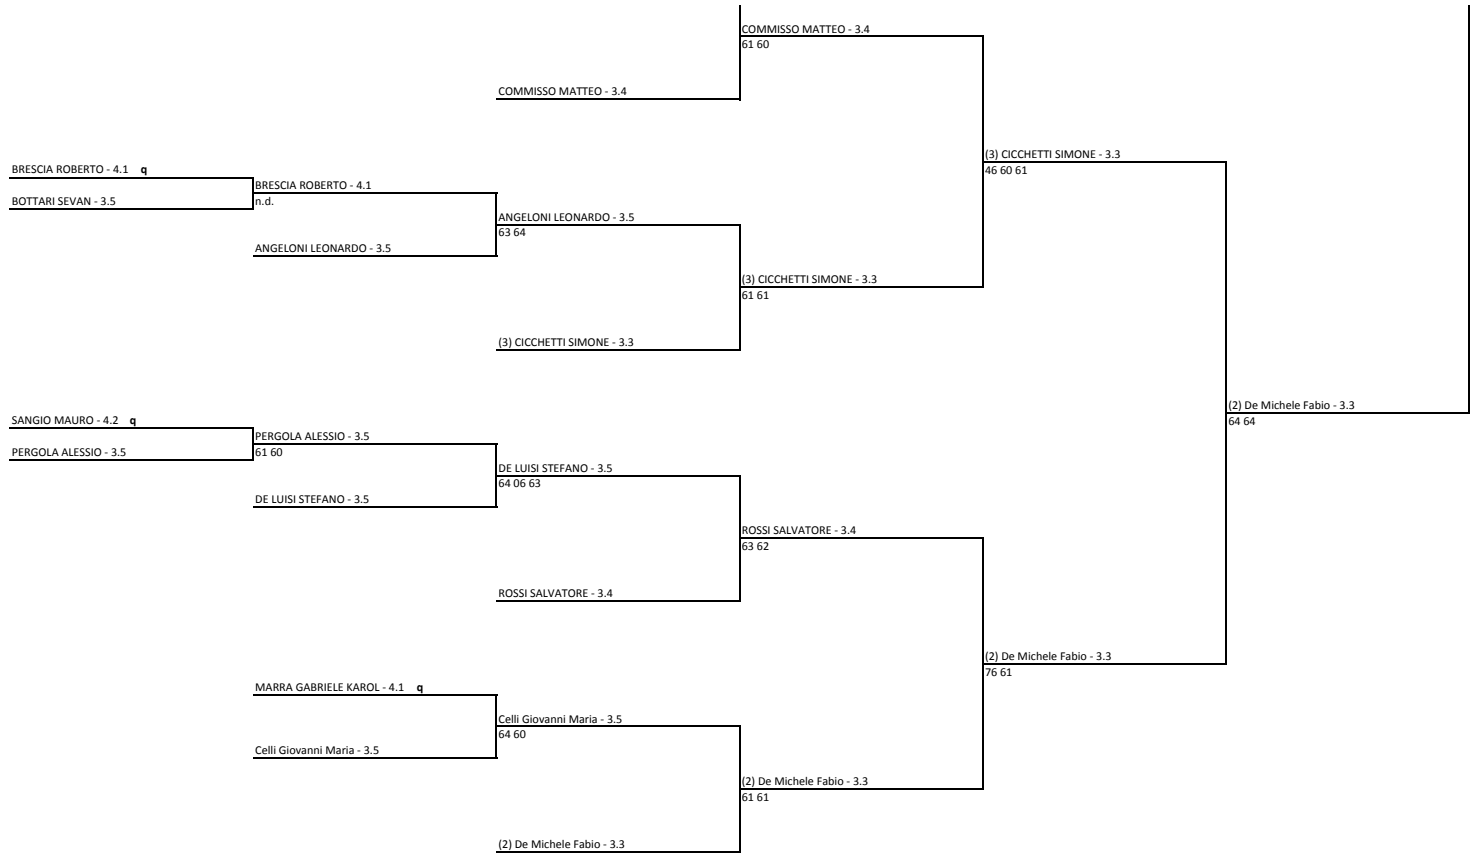 COMMISSO MATTEO - 3.4
61 60
COMMISSO MATTEO - 3.4
(3) CICCHETTI SIMONE - 3.3
46 60 61
BRESCIA ROBERTO - 4.1 q
BRESCIA ROBERTO - 4.1
BOTTARI SEVAN - 3.5
n.d.
ANGELONI LEONARDO - 3.5
63 64
ANGELONI LEONARDO - 3.5
(3) CICCHETTI SIMONE - 3.3
61 61
(3) CICCHETTI SIMONE - 3.3
(2) De Michele Fabio - 3.3
64 64
SANGIO MAURO - 4.2 q
PERGOLA ALESSIO - 3.5
PERGOLA ALESSIO - 3.5
61 60
DE LUISI STEFANO - 3.5
64 06 63
DE LUISI STEFANO - 3.5
ROSSI SALVATORE - 3.4
63 62
ROSSI SALVATORE - 3.4
(2) De Michele Fabio - 3.3
76 61
MARRA GABRIELE KAROL - 4.1 q
Celli Giovanni Maria - 3.5
64 60
Celli Giovanni Maria - 3.5
(2) De Michele Fabio - 3.3
61 61
(2) De Michele Fabio - 3.3